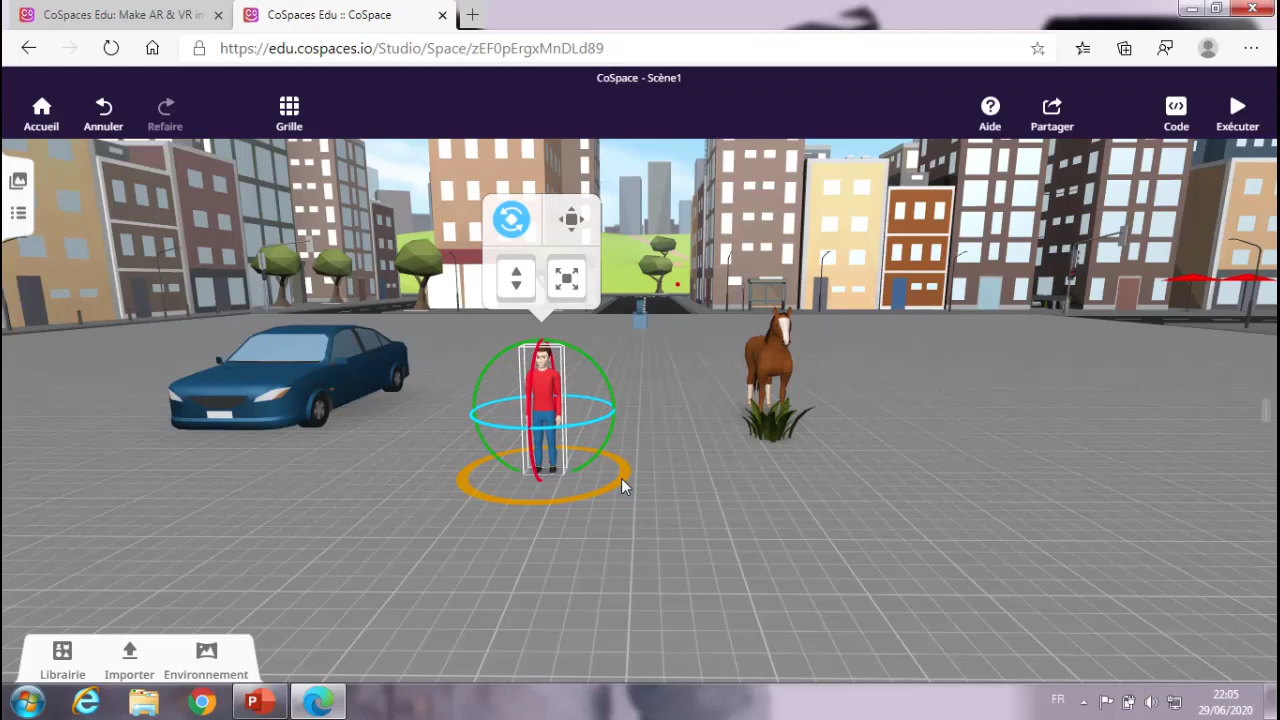 CoSpaces Edu: Make AR & VR in
CoSpaces Edu :: CoSpace
https://edu.cospaces.io/Studio/Space/zEF0pErgxMnDLd89
CoSpace - Scène1
Accueil
Annuler
Refaire
Grille
Aide
Partager
Code
Exécuter
Librairie
Importer
Environnement
FR
22:05
29/06/2020